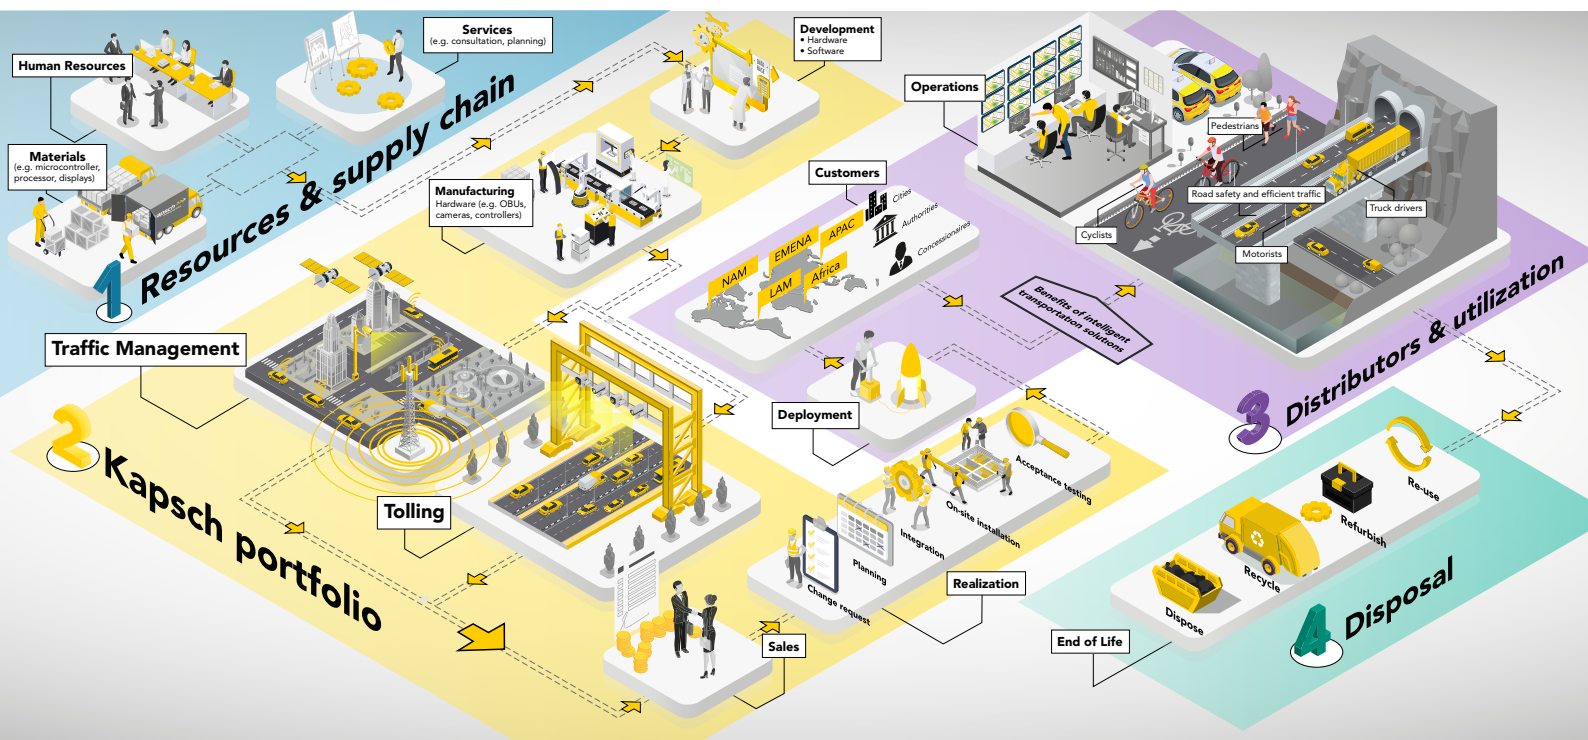 Human Resources
Services
(e.g. consultation, planning)
Materials
(e.g. microcontroller,
processor, displays)
1
Resources & supply chain
Development
• Hardware
• Software
Manufacturing
Hardware (e.g. OBUs,
cameras, controllers)
Traffic Management
Tolling
2
Kapsch portfolio
Sales
Realization
Change request
Planning
Integration
On-site installation
Acceptance testing
Deployment
Customers
NAM
EMENA
APAC
LAM
Africa
Cities
Authorities
Concessionaires
Benefits of intelligent
transportation solutions
Operations
Pedestrians
Road safety and efficient traffic
Truck drivers
Cyclists
Motorists
3
Distributors & utilization
End of Life
Dispose
Recycle
Refurbish
Re-use
4
Disposal